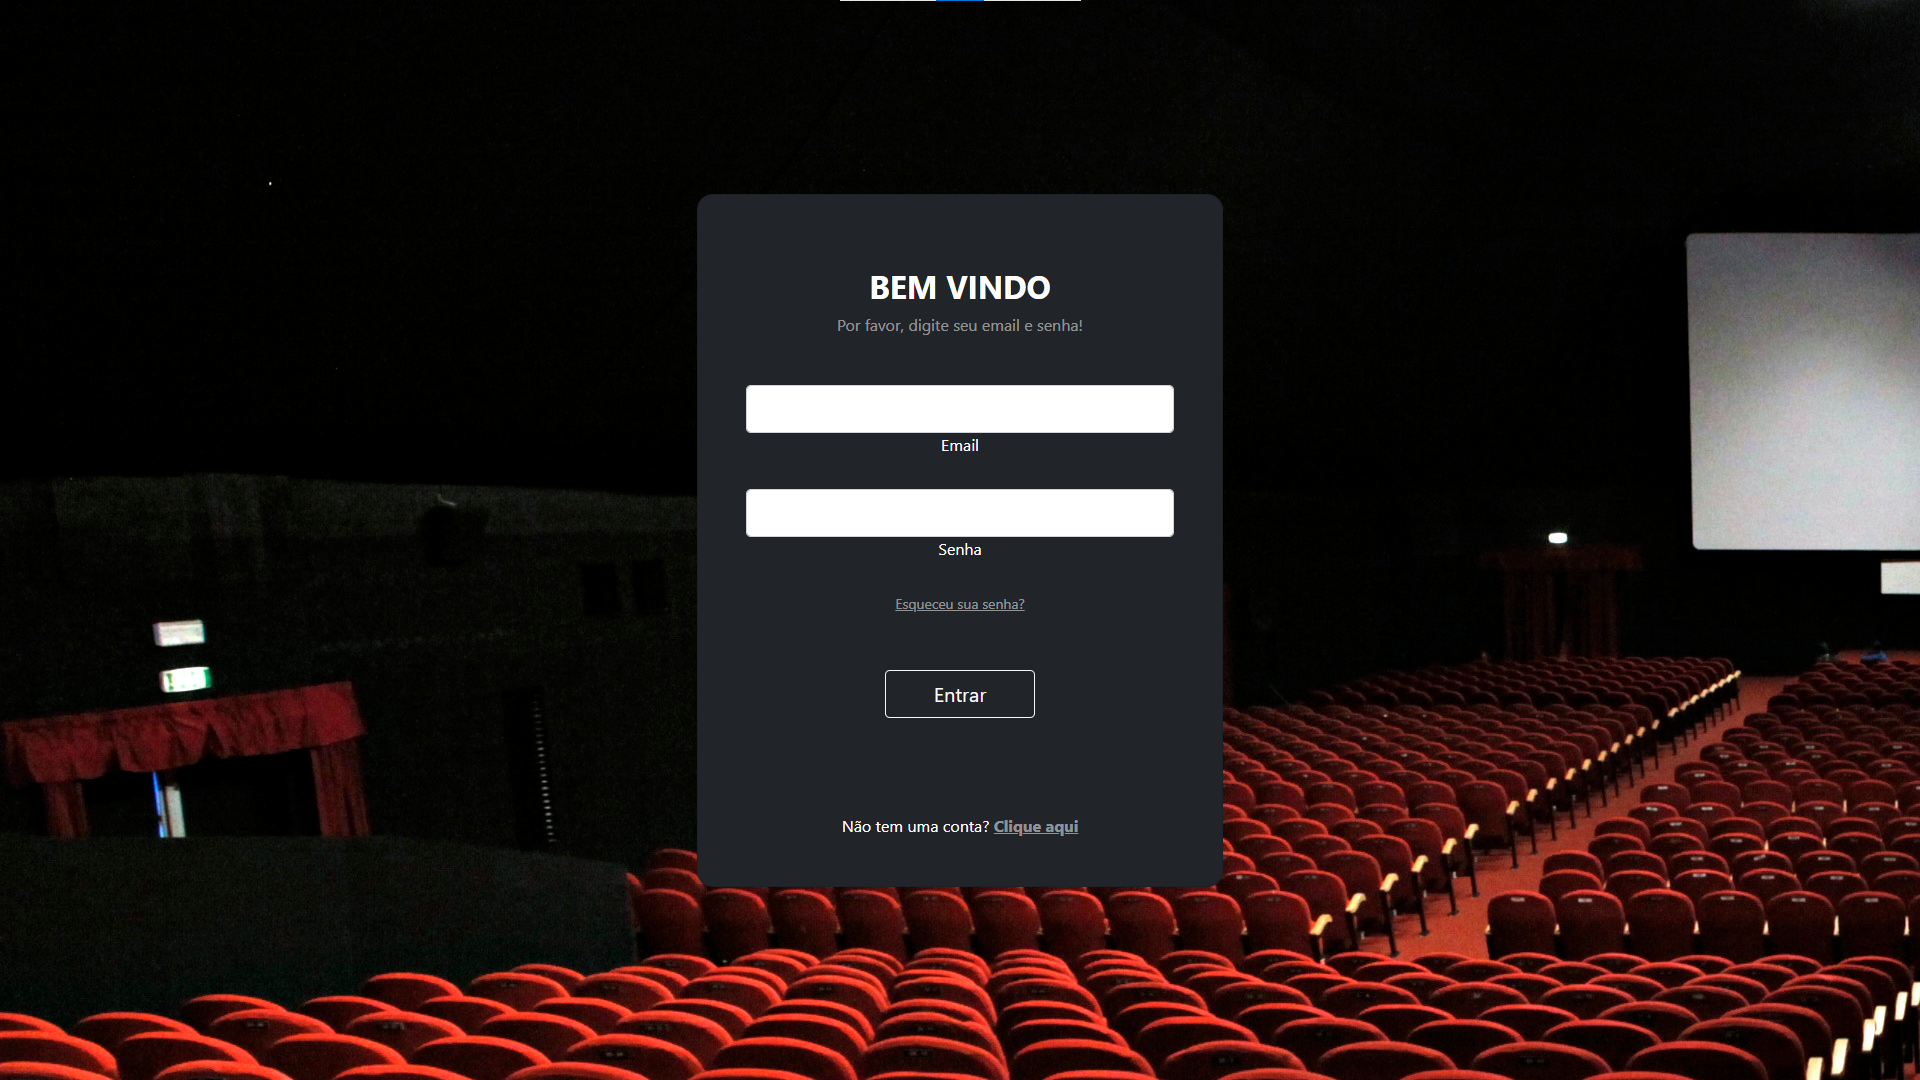 BEM VINDO
Por favor, digite seu email e senha!
Email
Senha
Esqueceu sua senha?
Entrar
Não tem uma conta? Clique aqui